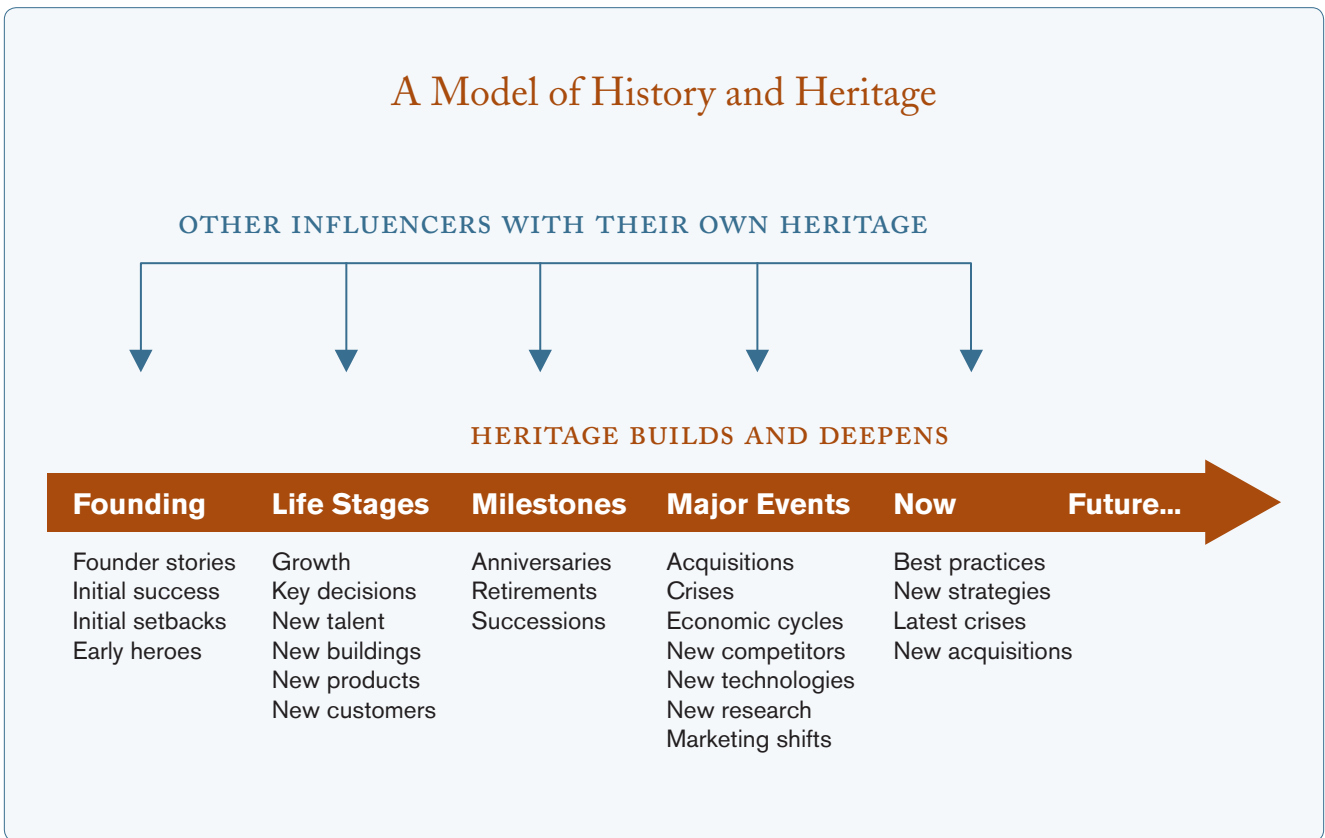 A Model of History and Heritage
OTHER INFLUENCERS WITH THEIR OWN HERITAGE
HERITAGE BUILDS AND DEEPENS
Founding Life Stages Milestones Major Events Now Future...
Founder stories
Initial success
Initial setbacks
Early heroes
Growth
Key decisions
New talent
New buildings
New products
New customers
Anniversaries
Retirements
Successions
Acquisitions
Crises
Economic cycles
New competitors
New technologies
New research
Marketing shifts
Best practices
New strategies
Latest crises
New acquisitions